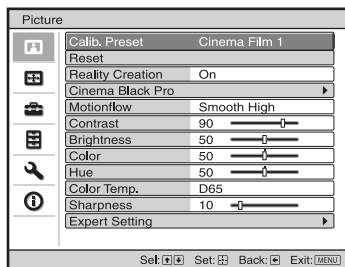 Picture
Calib. Preset Cinema Film 1
Reset
Reality Creation On
Cinema Black Pro
Motionflow Smooth High
Contrast 90
Brightness 50
Color 50
Hue 50
Color Temp. D65
Sharpness 10
Expert Setting
Sel: Set: Back: Exit: MENU